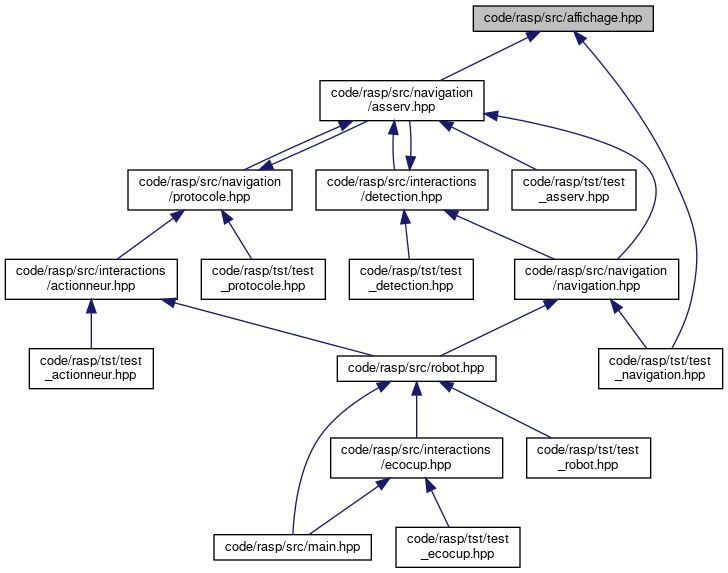 code/rasp/src/affichage.hpp
code/rasp/src/navigation
/asserv.hpp
code/rasp/src/navigation
/protocole.hpp
code/rasp/src/interactions
/detection.hpp
code/rasp/tst/test
_asserv.hpp
code/rasp/src/interactions
/actionneur.hpp
code/rasp/tst/test
_protocole.hpp
code/rasp/tst/test
_detection.hpp
code/rasp/src/navigation
/navigation.hpp
code/rasp/tst/test
_actionneur.hpp
code/rasp/src/robot.hpp
code/rasp/tst/test
_navigation.hpp
code/rasp/src/interactions
/ecocup.hpp
code/rasp/tst/test
_robot.hpp
code/rasp/src/main.hpp
code/rasp/tst/test
_ecocup.hpp